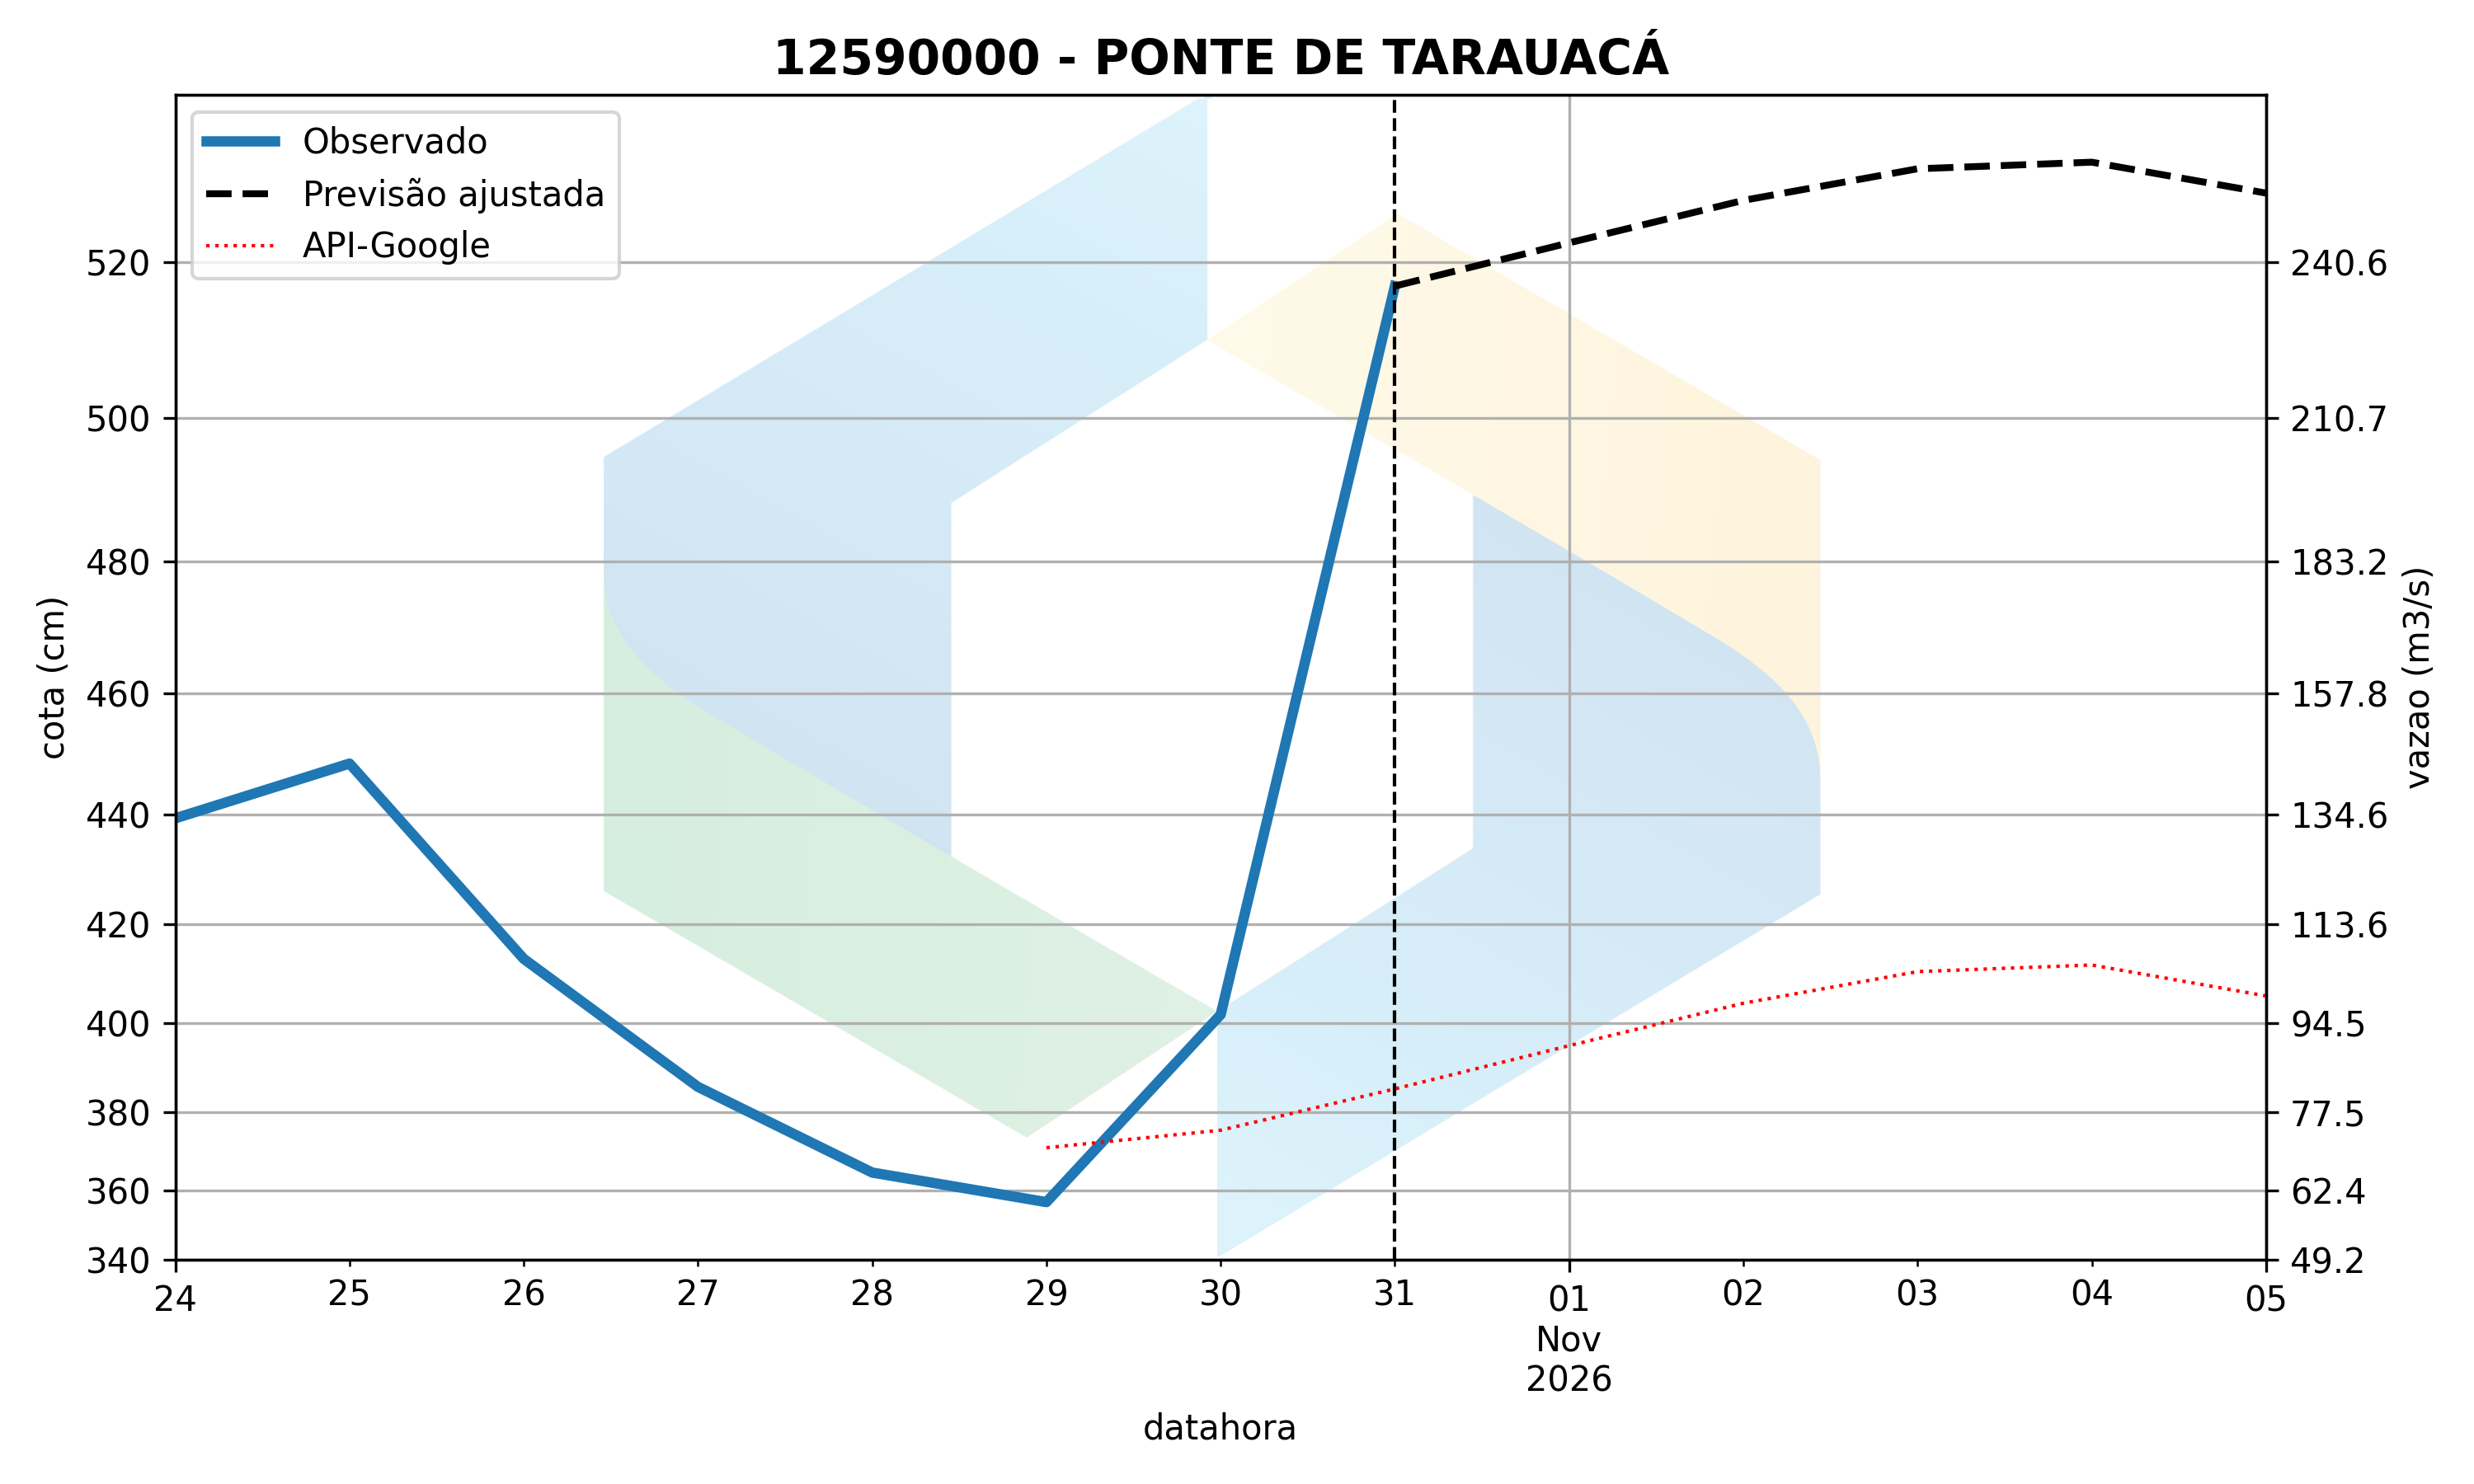 12590000 - PONTE DE TARAUACÁ
Observado
Previsão ajustada
API-Google
520
500
480
460
440
420
400
380
360
340
cota (cm)
240.6
210.7
183.2
157.8
134.6
113.6
94.5
77.5
62.4
49.2
vazao (m3/s)
24 25 26 27 28 29 30 31 01 02 03 04 05
Nov
2026
datahora